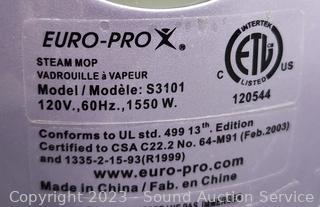 EURO-PRO X®
STEAM MOP
VADROUILLE À VAPEUR
Model / Modèle: S3101
120V.,60Hz.,1550 W.
INTERTEK
ETL
CM
C US
LISTED
120544
Conforms to UL std. 499 13th. Edition
Certified to CSA C22.2 No. 64-M91 (Feb.2003)
and 1335-2-15-93(R1999)
www.euro-pro.com
Made in China / Fab. en Chine
Copyright 2023 - Sound Auction Service